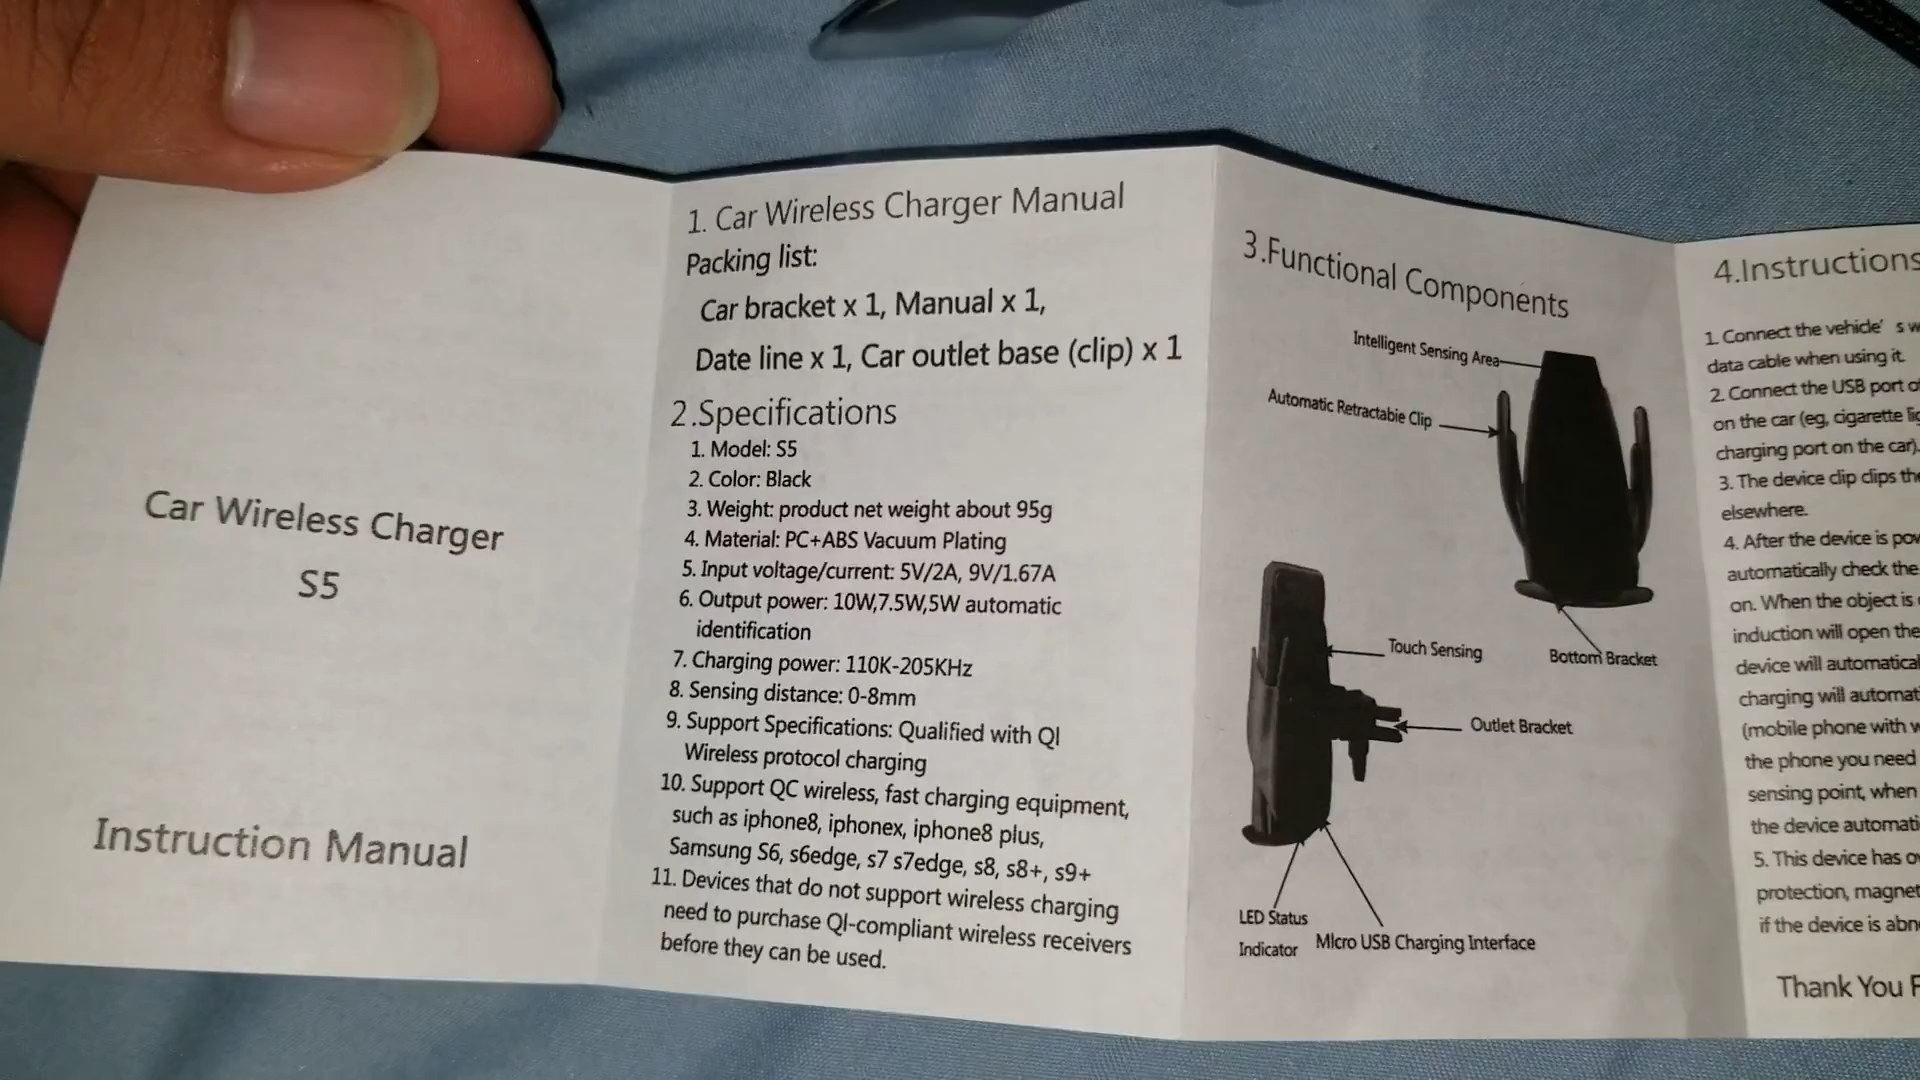 Car Wireless Charger
S5
Instruction Manual
1. Car Wireless Charger Manual
Packing list:
Car bracket x 1, Manual x 1,
Date line x 1, Car outlet base (clip) x 1
2.Specifications
1. Model: S5
2. Color: Black
3. Weight: product net weight about 95g
4. Material: PC+ABS Vacuum Plating
5. Input voltage/current: 5V/2A, 9V/1.67A
6. Output power: 10W,7.5W,5W automatic
identification
7. Charging power: 110K-205KHz
8. Sensing distance: 0-8mm
9. Support Specifications: Qualified with QI
Wireless protocol charging
10. Support QC wireless, fast charging equipment,
such as iphone8, iphonex, iphone8 plus,
Samsung S6, s6edge, s7 s7edge, s8, s8+, s9+
11. Devices that do not support wireless charging
need to purchase QI-compliant wireless receivers
before they can be used.
3.Functional Components
Intelligent Sensing Area
Automatic Retractable Clip
Bottom Bracket
Touch Sensing
Outlet Bracket
LED Status
Indicator
MIcro USB Charging Interface
4.Instructions
1. Connect the vehicle' s
data cable when using it.
2. Connect the USB port
on the car (eg, cigarette
charging port on the car).
3. The device clip clips
elsewhere.
4. After the device is
automatically check the
on. When the object is
induction will open the
device will
charging will
(mobile phone with
the phone you need
sensing point, when
the device
5. This device has
protection,
if the device is
Thank You